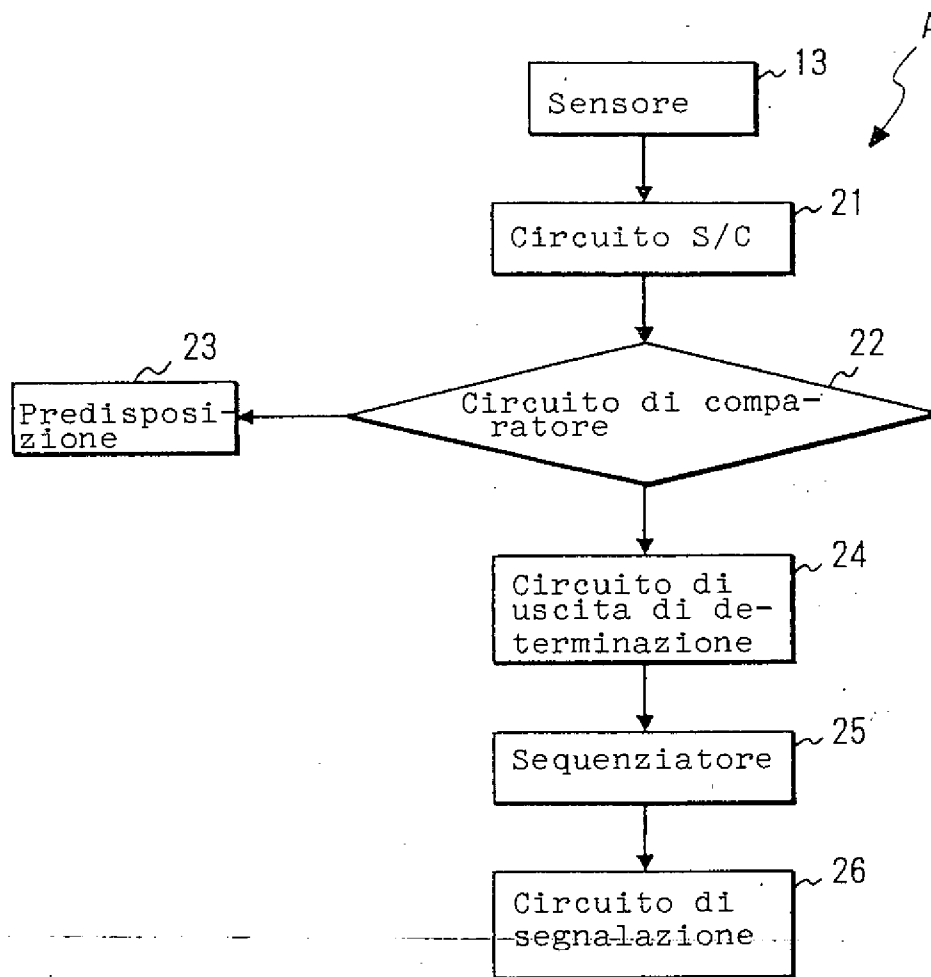 A
13
Sensore
21
Circuito S/C
23
22
Predisposi-
zione
Circuito di compa-
ratore
24
Circuito di
uscita di de-
terminazione
25
Sequenziatore
26
Circuito di
segnalazione